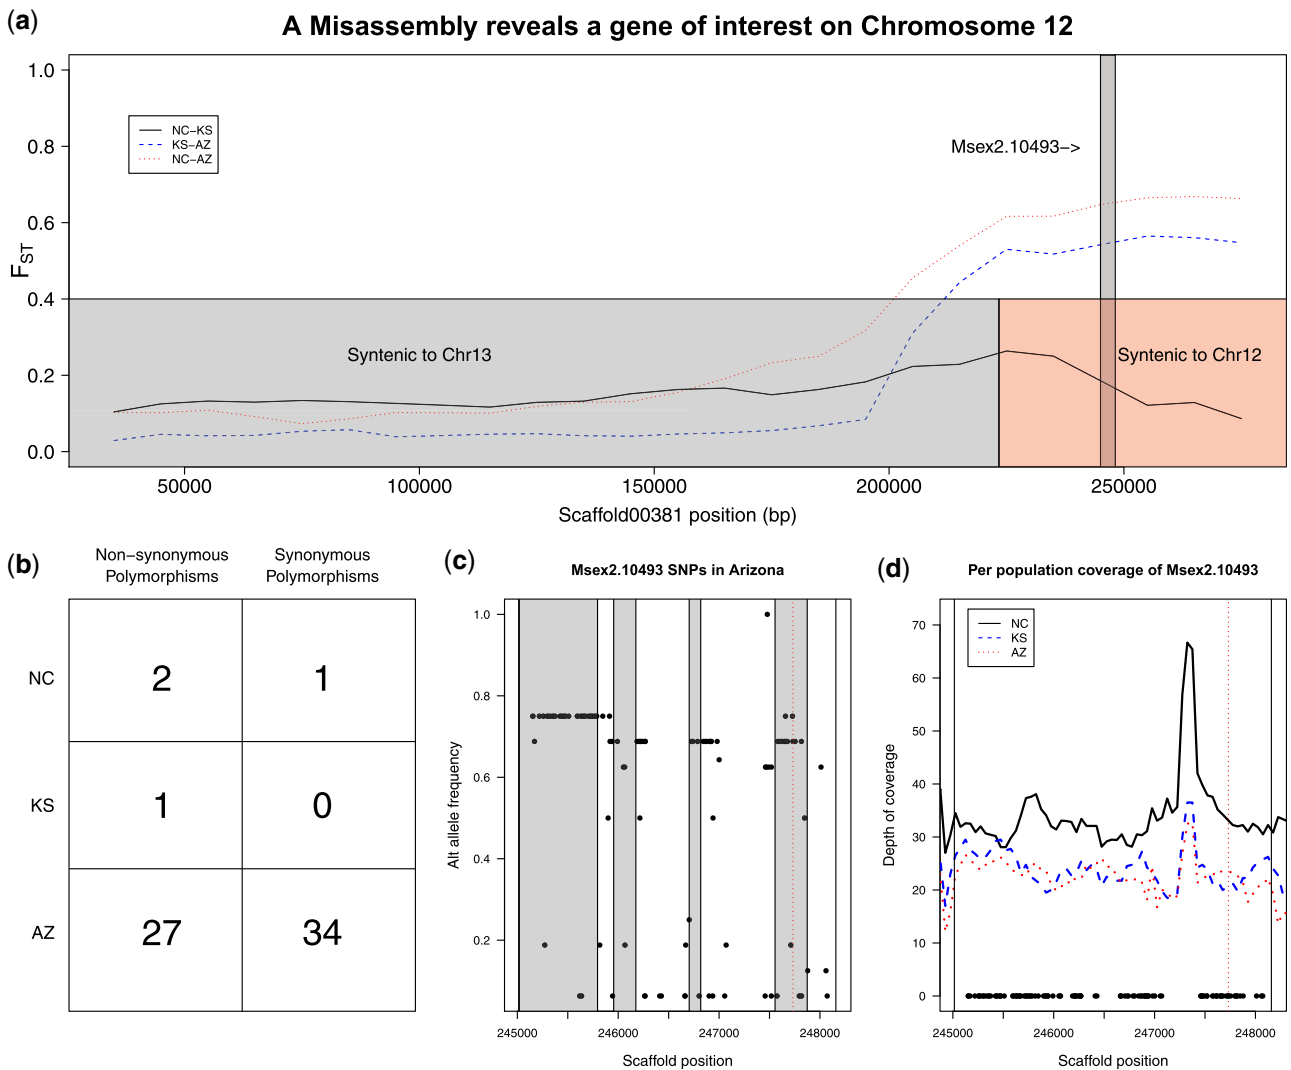 (a)
A Misassembly reveals a gene of interest on Chromosome 12
1.0
0.8
0.6
0.4
0.2
0.0
FST
NC−KS
KS−AZ
NC−AZ
Msex2.10493−>
Syntenic to Chr13
Syntenic to Chr12
50000 100000 150000 200000 250000
Scaffold00381 position (bp)
(b)
Non−synonymous Polymorphisms
Synonymous Polymorphisms
NC 2 1
KS 1 0
AZ 27 34
(c)
Msex2.10493 SNPs in Arizona
1.0
0.8
0.6
0.4
0.2
Alt allele frequency
245000 246000 247000 248000
Scaffold position
(d)
Per population coverage of Msex2.10493
70
60
50
40
30
20
10
0
Depth of coverage
NC
KS
AZ
245000 246000 247000 248000
Scaffold position